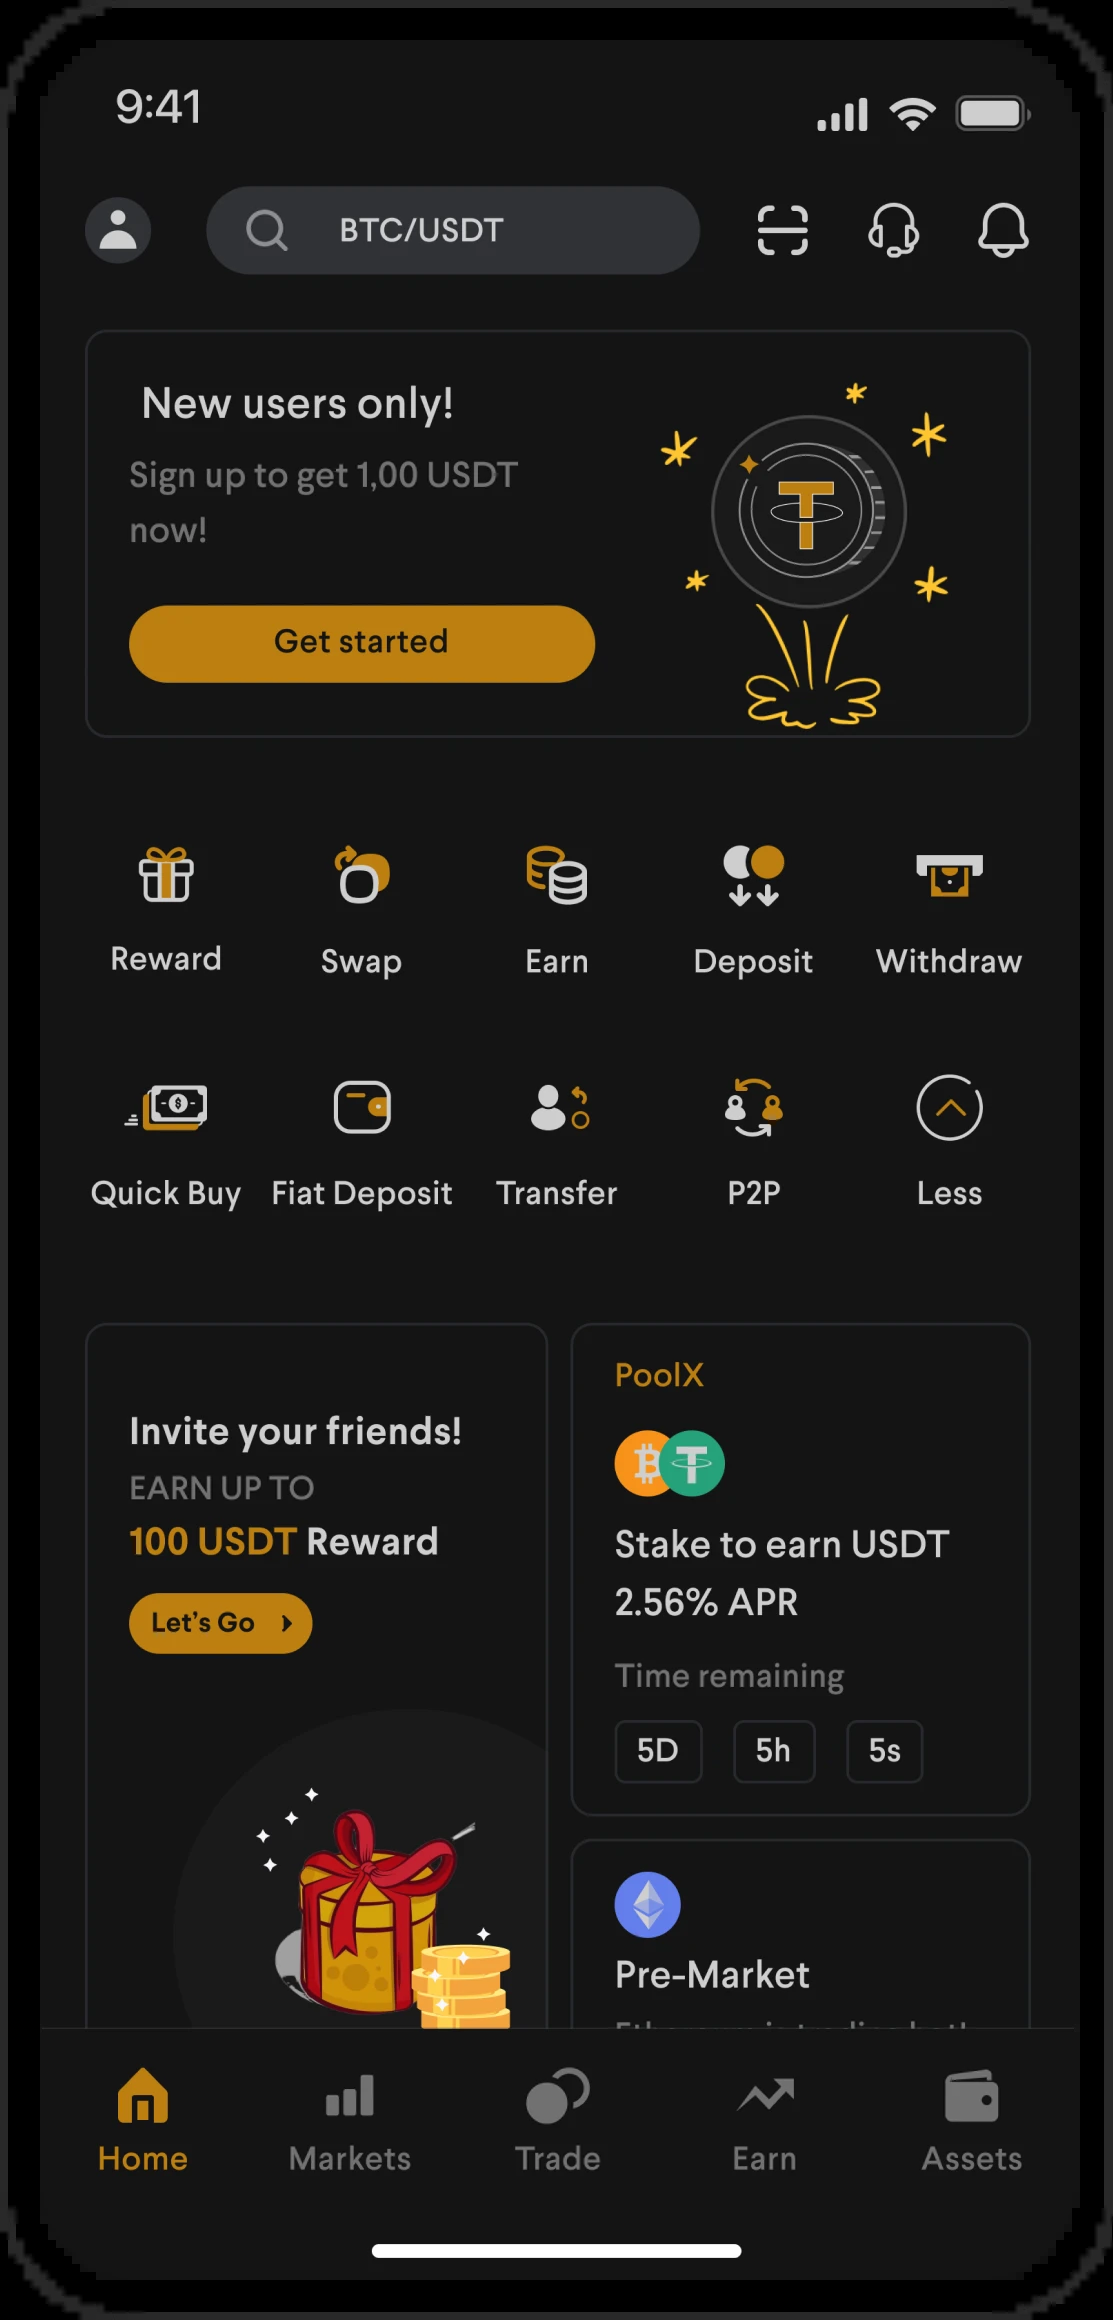 9:41
BTC/USDT
New users only!
Sign up to get 1,00 USDT
now!
Get started
Reward
Swap
Earn
Deposit
Withdraw
Quick Buy
Fiat Deposit
Transfer
P2P
Less
Invite your friends!
EARN UP TO
100 USDT Reward
Let's Go
PoolX
Stake to earn USDT
2.56% APR
Time remaining
5D
5h
5s
Pre-Market
Home
Markets
Trade
Earn
Assets